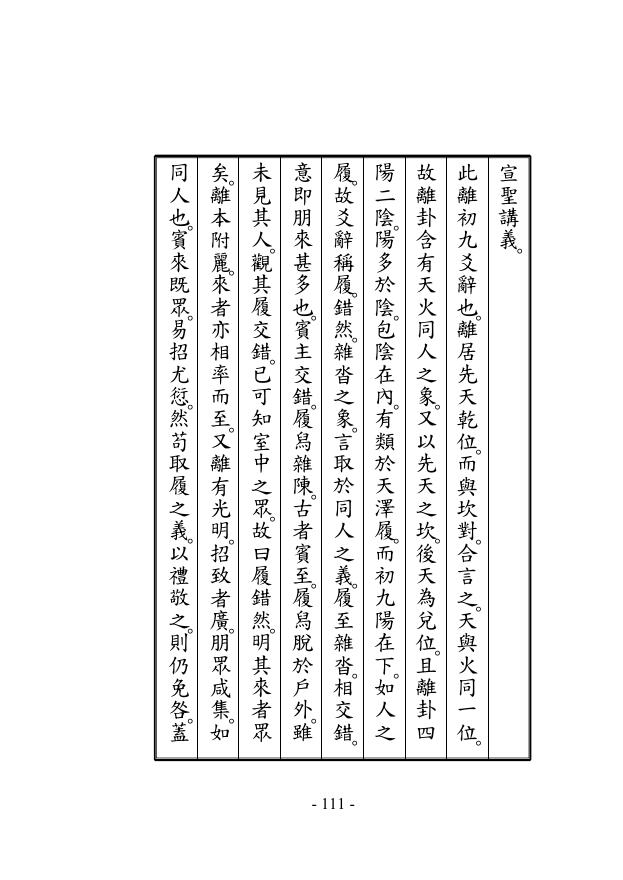 宣聖講義。
此離初九爻辭也。離居先天乾位。而與坎對。合言之。天與火同一位。
故離卦含有天火同人之象。又以先天之坎。後天為兌位。且離卦四
陽二陰。陽多於陰。包陰在內。有類於天澤履。而初九陽在下。如人之
履。故爻辭稱履。錯然。雜沓之象。言取於同人之義。履至雜沓。相交錯。
意即朋來甚多也。賓主交錯。履舄雜陳。古者賓至。履舄脫於戶外。雖
未見其人。觀其履交錯。已可知室中之眾。故曰履錯然。明其來者眾
矣。離本附麗。來者亦相率而至。又離有光明。招致者廣。朋眾咸集。如
同人也。賓來既眾。易招尤愆。然苟取履之義。以禮敬之。則仍免咎。蓋
- 111 -